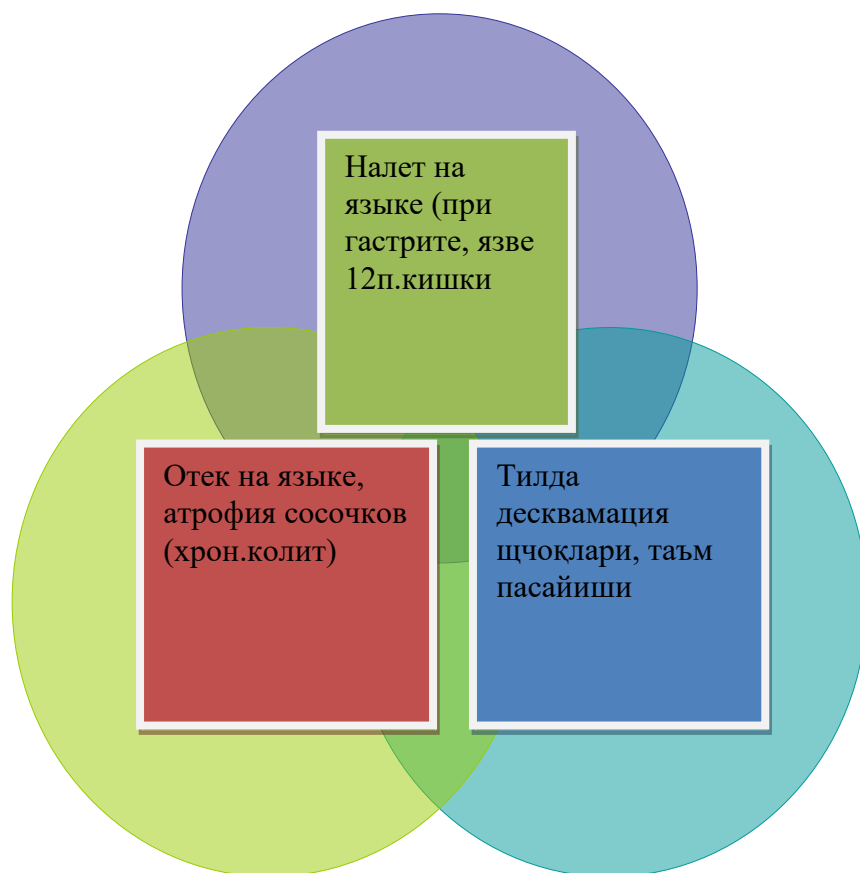 Налет на
языке (при
гастрите, язве
12п.кишки
Отек на языке,
атрофия сосочков
(хрон.колит)
Тилда
десквамация
щчоқлари, таъм
пасайиши